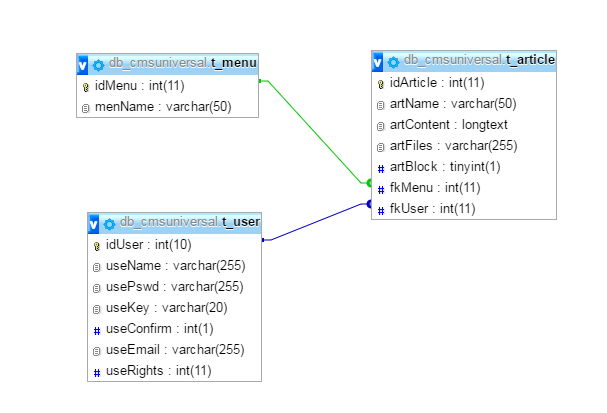 v db_cmsuniversal.t_menu
idMenu : int(11)
menName : varchar(50)
v db_cmsuniversal.t_article
idArticle : int(11)
artName : varchar(50)
artContent : longtext
artFiles : varchar(255)
# artBlock : tinyint(1)
# fkMenu : int(11)
# fkUser : int(11)
v db_cmsuniversal.t_user
idUser : int(10)
useName : varchar(255)
usePswd : varchar(255)
useKey : varchar(20)
# useConfirm : int(1)
useEmail : varchar(255)
# useRights : int(11)